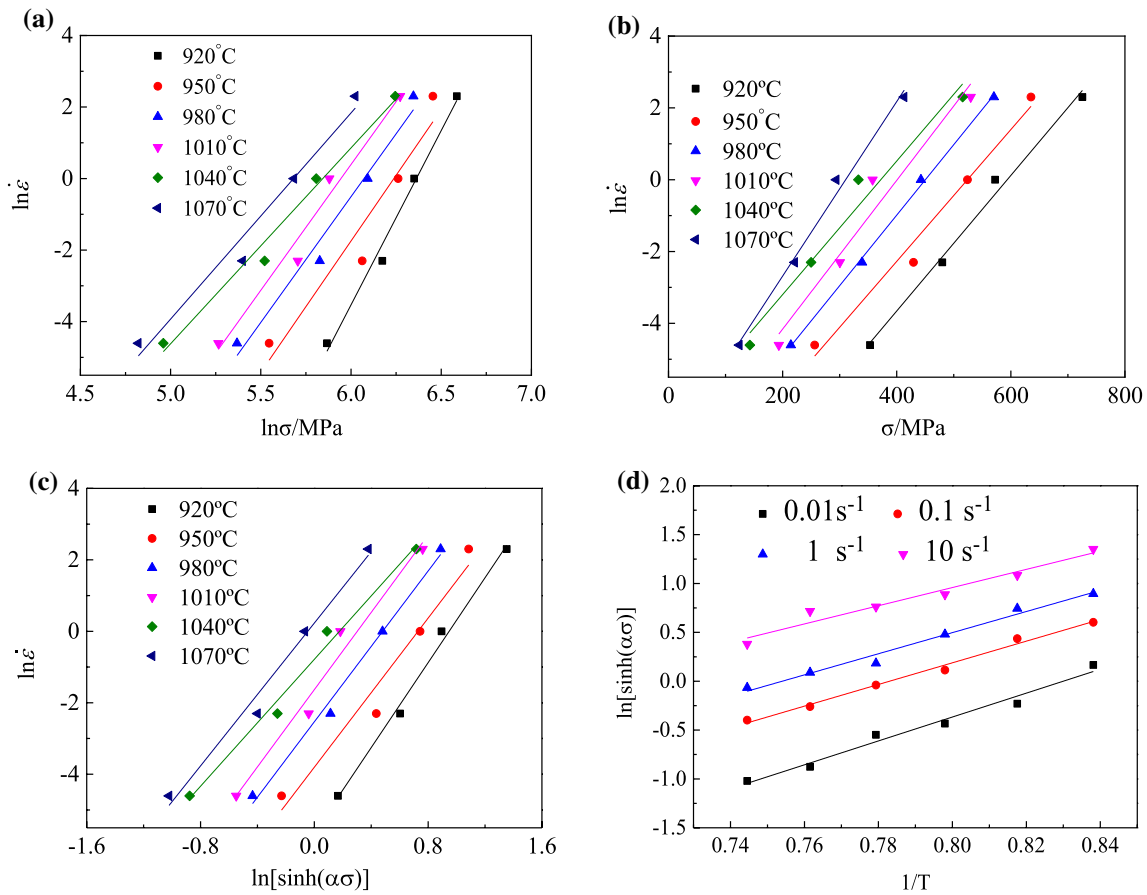 (a)
4
2
0
-2
-4
lnε̇
920°C
950°C
980°C
1010°C
1040°C
1070°C
4.5 5.0 5.5 6.0 6.5 7.0
lnσ/MPa
(b)
4
2
0
-2
-4
lnε̇
920ºC
950ºC
980ºC
1010ºC
1040ºC
1070ºC
0 200 400 600 800
σ/MPa
(c)
4
2
0
-2
-4
lnε̇
920ºC
950ºC
980ºC
1010ºC
1040ºC
1070ºC
-1.6 -0.8 0.0 0.8 1.6
ln[sinh(ασ)]
(d)
2.0
1.5
1.0
0.5
0.0
-0.5
-1.0
-1.5
ln[sinh(ασ)]
0.01s⁻¹ 0.1 s⁻¹
1 s⁻¹ 10 s⁻¹
0.74 0.76 0.78 0.80 0.82 0.84
1/T